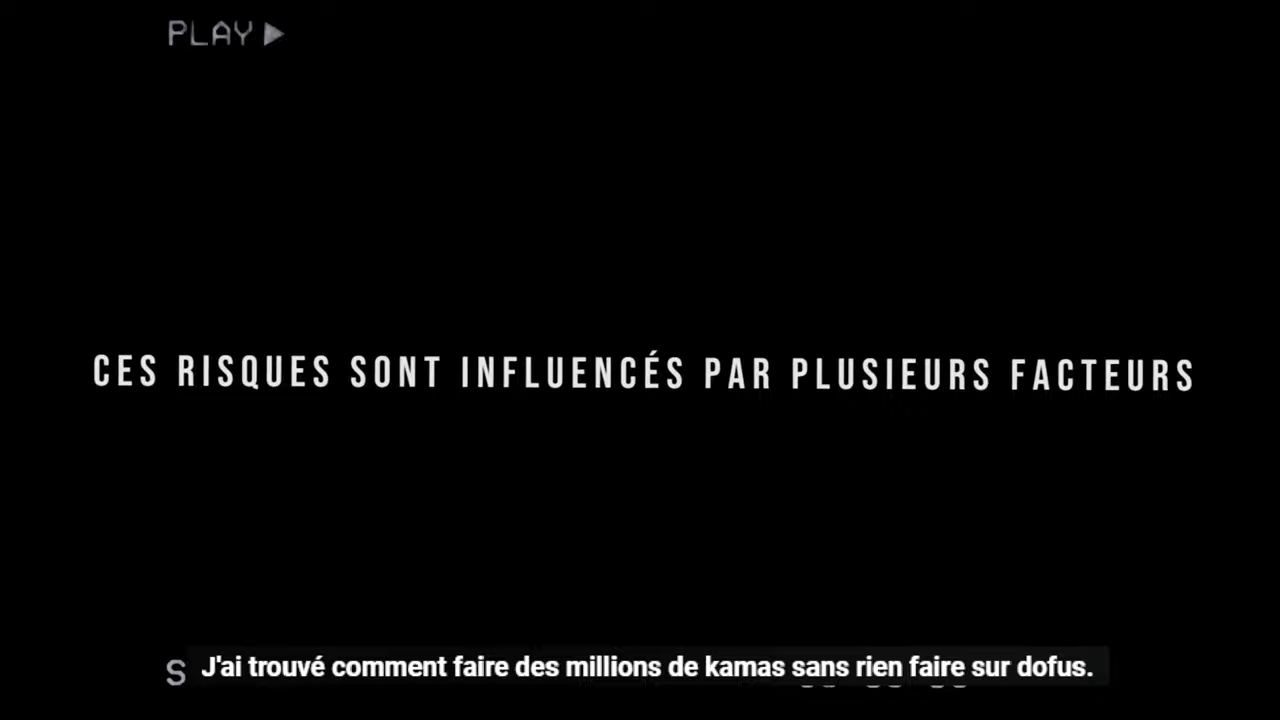 PLAY
CES RISQUES SONT INFLUENCÉS PAR PLUSIEURS FACTEURS
J'ai trouvé comment faire des millions de kamas sans rien faire sur dofus.